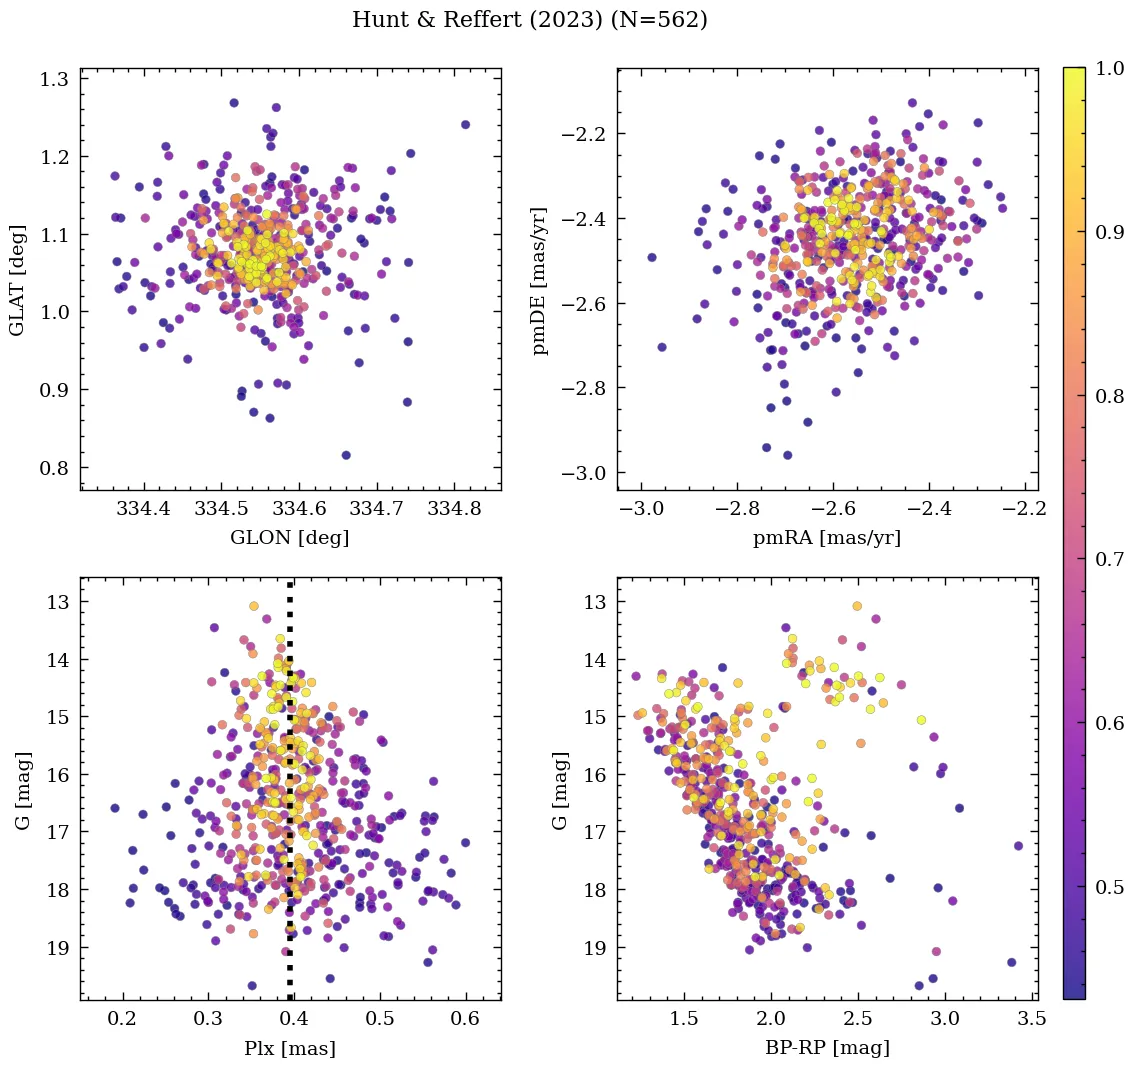 Hunt & Reffert (2023) (N=562)
1.3
1.2
1.1
1.0
0.9
0.8
GLAT [deg]
334.4 334.5 334.6 334.7 334.8
GLON [deg]
−2.2
−2.4
−2.6
−2.8
−3.0
pmDE [mas/yr]
−3.0 −2.8 −2.6 −2.4 −2.2
pmRA [mas/yr]
1.0
0.9
0.8
0.7
0.6
0.5
13
14
15
16
17
18
19
G [mag]
0.2 0.3 0.4 0.5 0.6
Plx [mas]
13
14
15
16
17
18
19
G [mag]
1.5 2.0 2.5 3.0 3.5
BP-RP [mag]